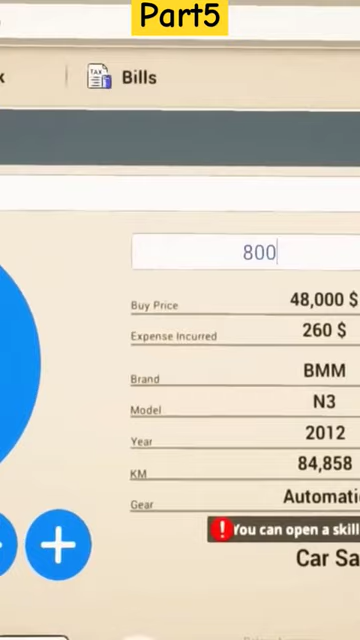 Part5
Bills
TAX
800
Buy Price 48,000 $
Expense Incurred 260 $
Brand BMM
Model N3
Year 2012
KM 84,858
Gear Automati
You can open a skill
Car Sa